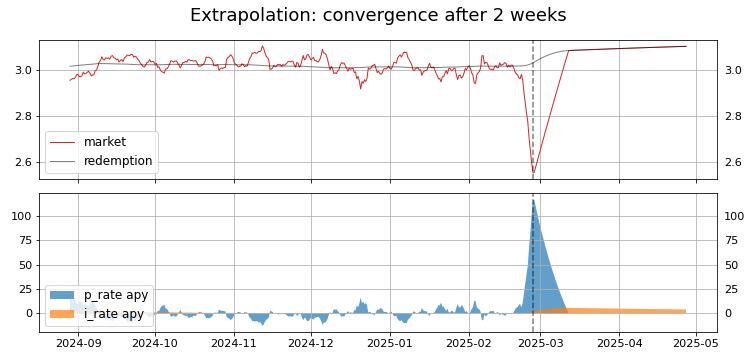 Extrapolation: convergence after 2 weeks
3.0 3.0
2.8 2.8
2.6 2.6
market
redemption
100 100
75 75
50 50
25 25
0 0
p_rate apy
i_rate apy
2024-09 2024-10 2024-11 2024-12 2025-01 2025-02 2025-03 2025-04 2025-05